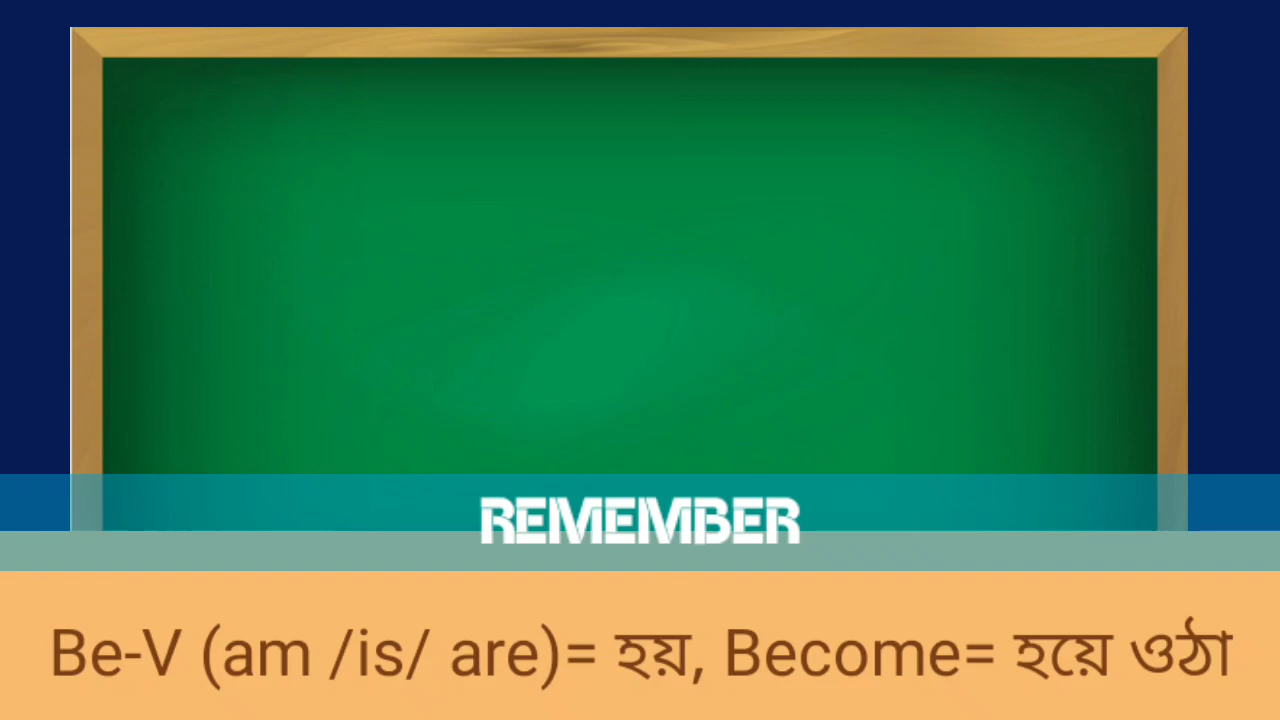 REMEMBER
Be-V (am /is/ are)= হয়, Become= হয়ে ওঠা